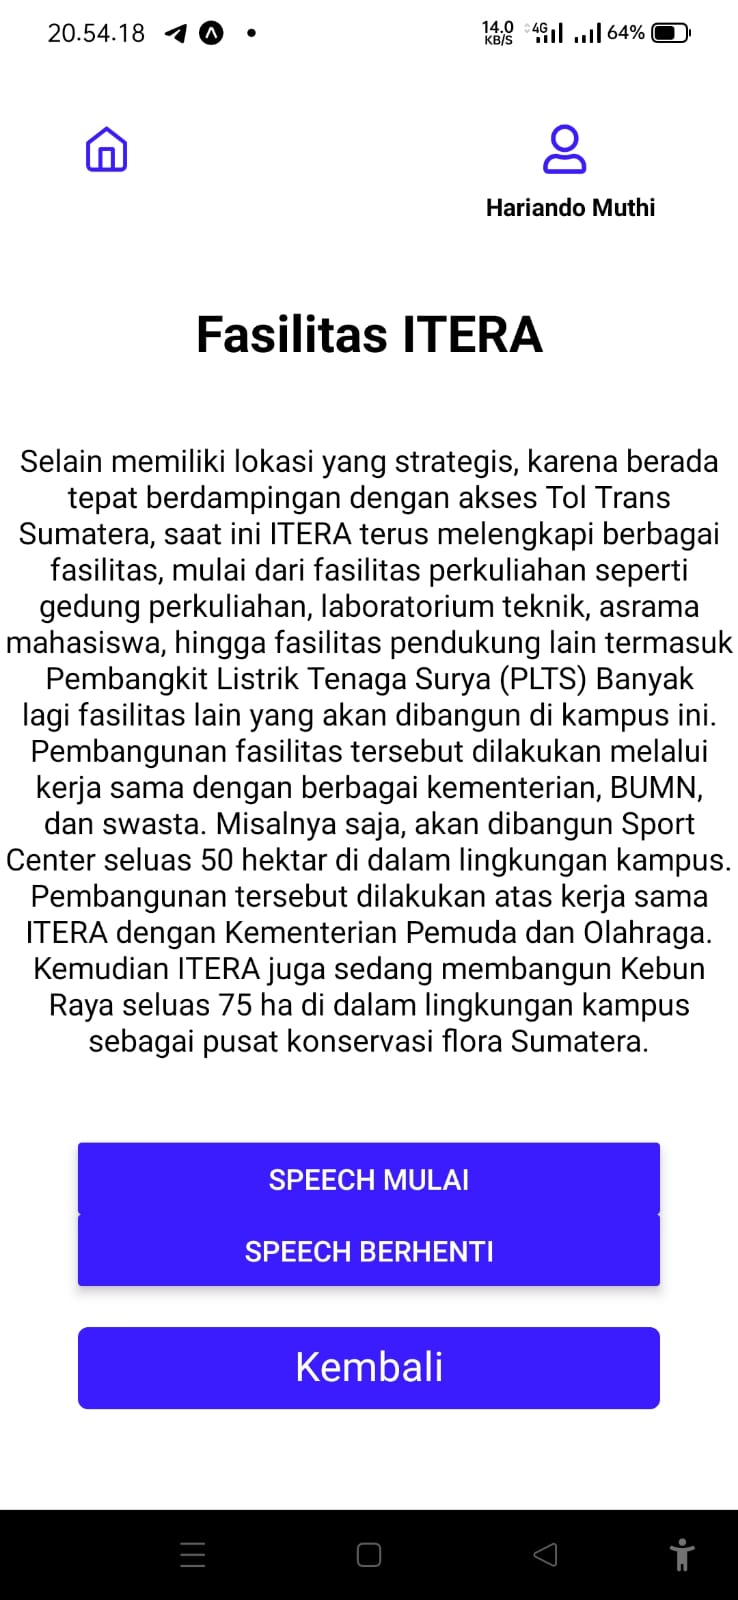 20.54.18
14.0 KB/S 4G 64%
Hariando Muthi
Fasilitas ITERA
Selain memiliki lokasi yang strategis, karena berada
tepat berdampingan dengan akses Tol Trans
Sumatera, saat ini ITERA terus melengkapi berbagai
fasilitas, mulai dari fasilitas perkuliahan seperti
gedung perkuliahan, laboratorium teknik, asrama
mahasiswa, hingga fasilitas pendukung lain termasuk
Pembangkit Listrik Tenaga Surya (PLTS) Banyak
lagi fasilitas lain yang akan dibangun di kampus ini.
Pembangunan fasilitas tersebut dilakukan melalui
kerja sama dengan berbagai kementerian, BUMN,
dan swasta. Misalnya saja, akan dibangun Sport
Center seluas 50 hektar di dalam lingkungan kampus.
Pembangunan tersebut dilakukan atas kerja sama
ITERA dengan Kementerian Pemuda dan Olahraga.
Kemudian ITERA juga sedang membangun Kebun
Raya seluas 75 ha di dalam lingkungan kampus
sebagai pusat konservasi flora Sumatera.
SPEECH MULAI
SPEECH BERHENTI
Kembali